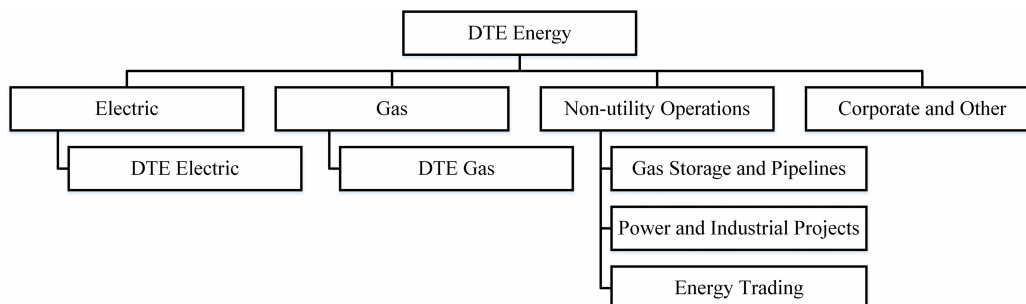 DTE Energy
Electric
Gas
Non-utility Operations
Corporate and Other
DTE Electric
DTE Gas
Gas Storage and Pipelines
Power and Industrial Projects
Energy Trading